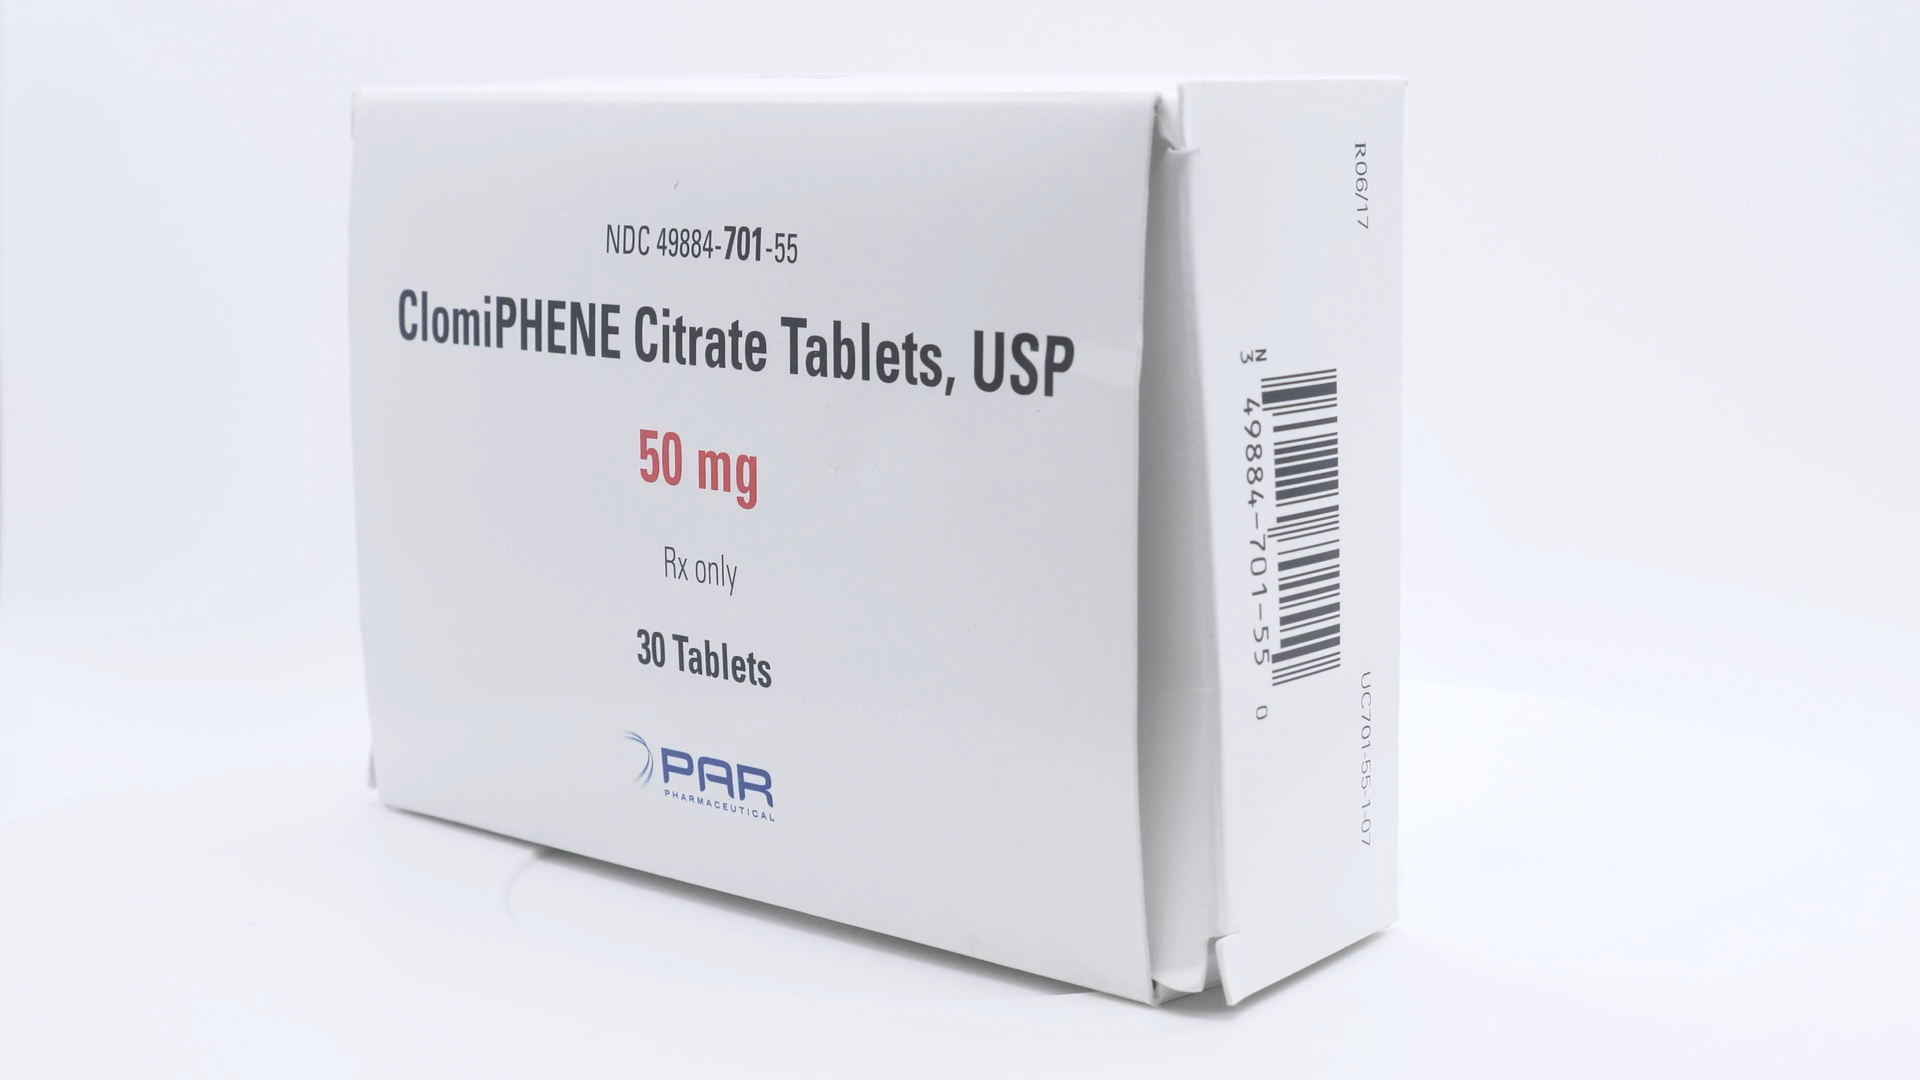 NDC 49884-701-55
ClomiPHENE Citrate Tablets, USP
50 mg
Rx only
30 Tablets
PAR
PHARMACEUTICAL
R06/17
N
3
49884-701-55
0
UC701-55-1-07